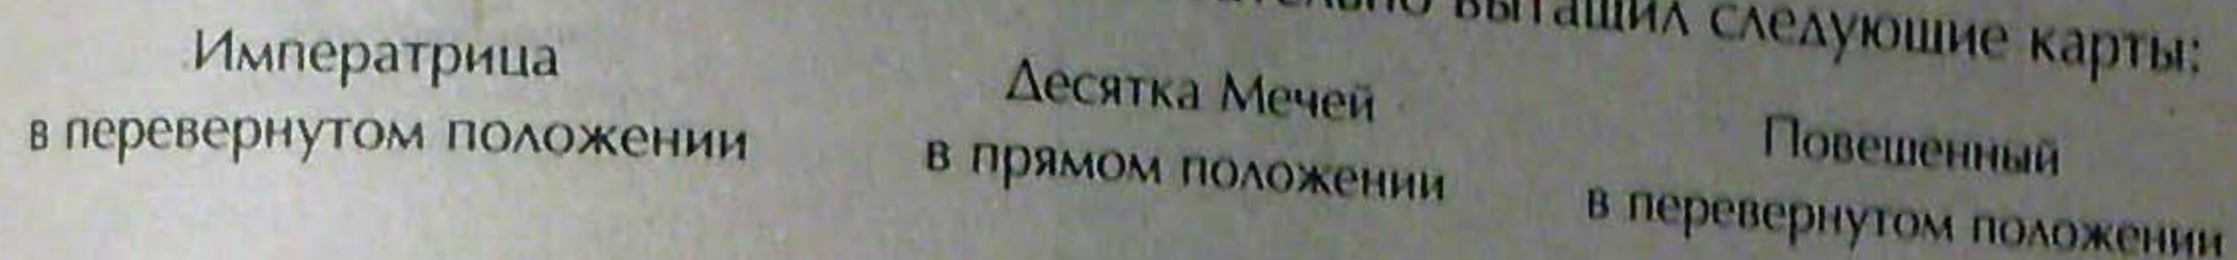 вытащил следующие карты:
Императрица
в перевернутом положении
Десятка Мечей
в прямом положении
Повешенный
в перевернутом положении